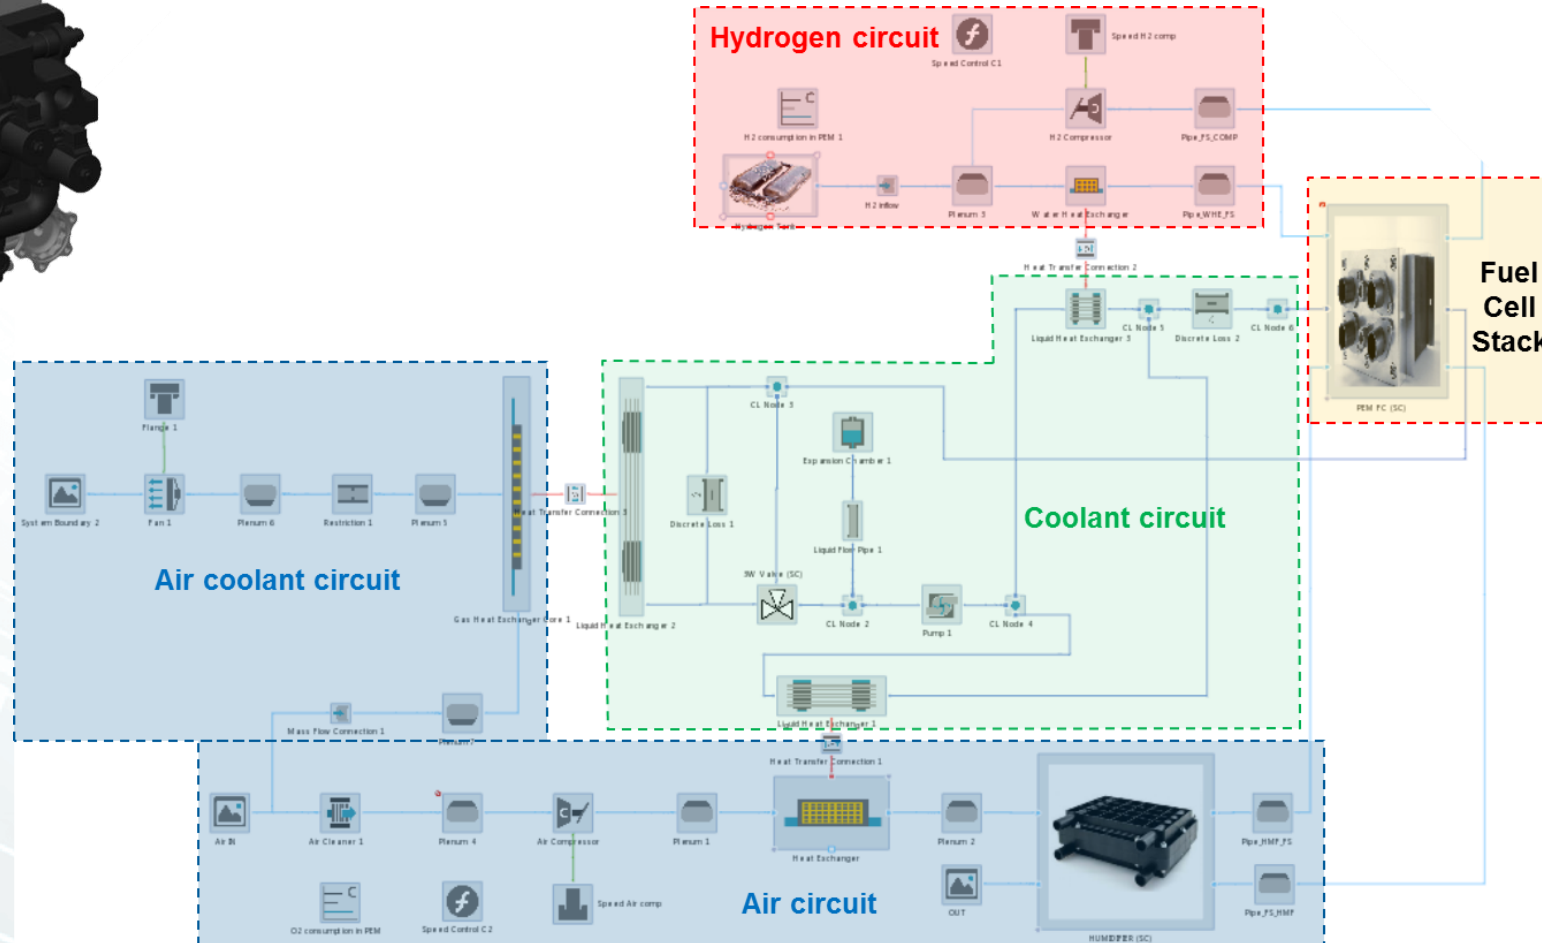 Hydrogen circuit
Speed Control C1
Speed H2 comp
H2 consumption in PEM 1
H2 Compressor
Pipe_FS_COMP
Hydrogen Tank
H2 inflow
Plenum 3
Water Heat Exchanger
Pipe_WHE_FS
Heat Transfer Connection 2
Fuel
Cell
Stack
PEM FC (SC)
Liquid Heat Exchanger 3
CL Node 5
Discrete Loss 2
CL Node 6
Flange 1
CL Node 3
Expansion Chamber 1
System Boundary 2
Fan 1
Plenum 6
Restriction 1
Plenum 5
Heat Transfer Connection 3
Discrete Loss 1
Coolant circuit
Liquid Flow Pipe 1
Air coolant circuit
3W Valve (SC)
Gas Heat Exchanger Core 1
Liquid Heat Exchanger 2
CL Node 2
Pump 1
CL Node 4
Mass Flow Connection 1
Plenum 7
Liquid Heat Exchanger 1
Heat Transfer Connection 1
Air IN
Air Cleaner 1
Plenum 4
Air Compressor
Plenum 1
Heat Exchanger
Plenum 2
Pipe_HMF_FS
O2 consumption in PEM
Speed Control C2
Speed Air comp
Air circuit
OUT
Pipe_FS_HMF
HUMIDIFIER (SC)